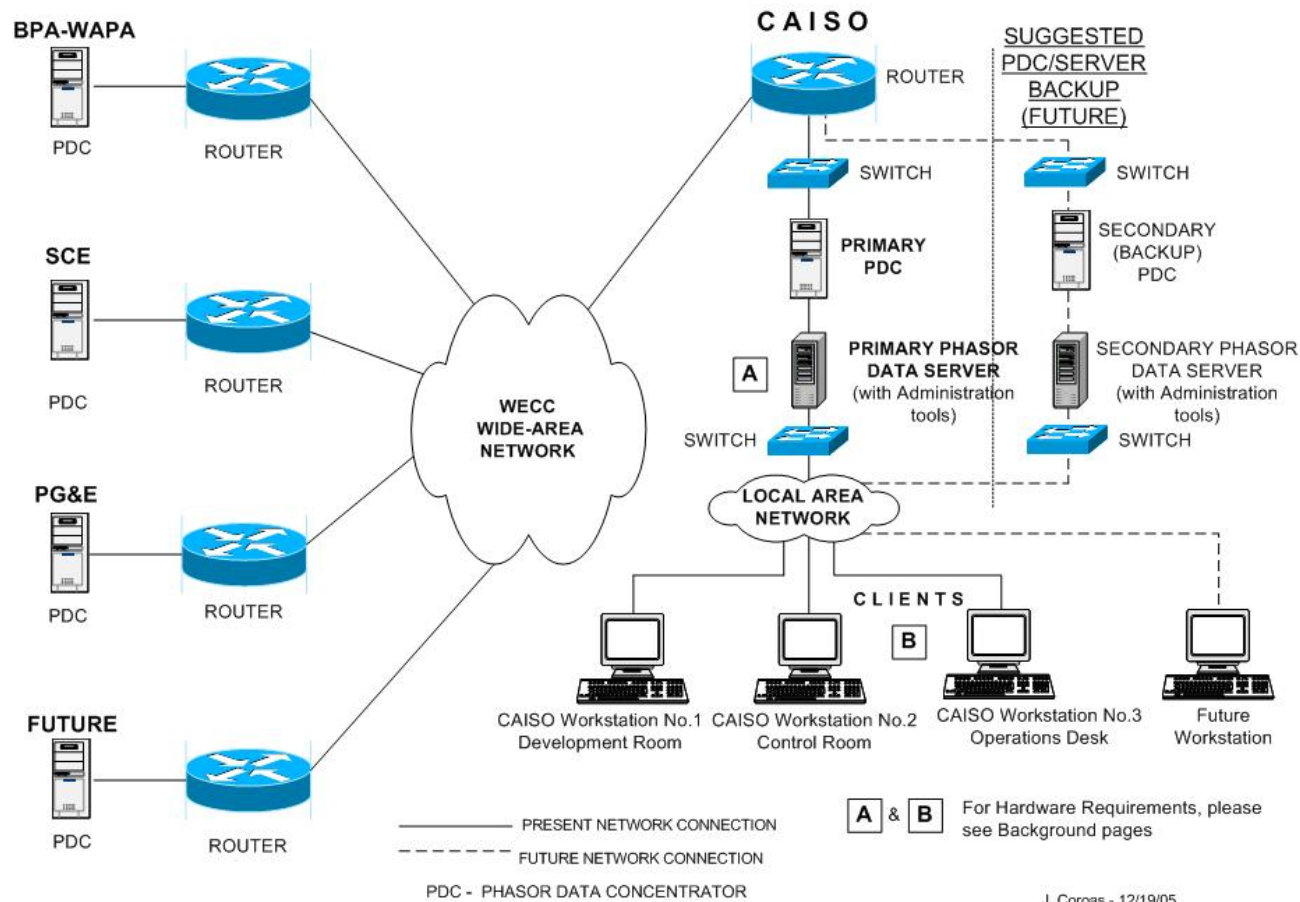 BPA-WAPA
PDC
ROUTER
SCE
PDC
ROUTER
PG&E
PDC
ROUTER
FUTURE
PDC
ROUTER
WECC
WIDE-AREA
NETWORK
CAISO
ROUTER
SWITCH
PRIMARY
PDC
A
PRIMARY PHASOR
DATA SERVER
(with Administration
tools)
SWITCH
LOCAL AREA
NETWORK
SUGGESTED
PDC/SERVER
BACKUP
(FUTURE)
SWITCH
SECONDARY
(BACKUP)
PDC
SECONDARY PHASOR
DATA SERVER
(with Administration
tools)
SWITCH
CLIENTS
B
CAISO Workstation No.1
Development Room
CAISO Workstation No.2
Control Room
CAISO Workstation No.3
Operations Desk
Future
Workstation
PRESENT NETWORK CONNECTION
FUTURE NETWORK CONNECTION
PDC - PHASOR DATA CONCENTRATOR
A & B For Hardware Requirements, please
see Background pages
J. Coroas - 12/19/05